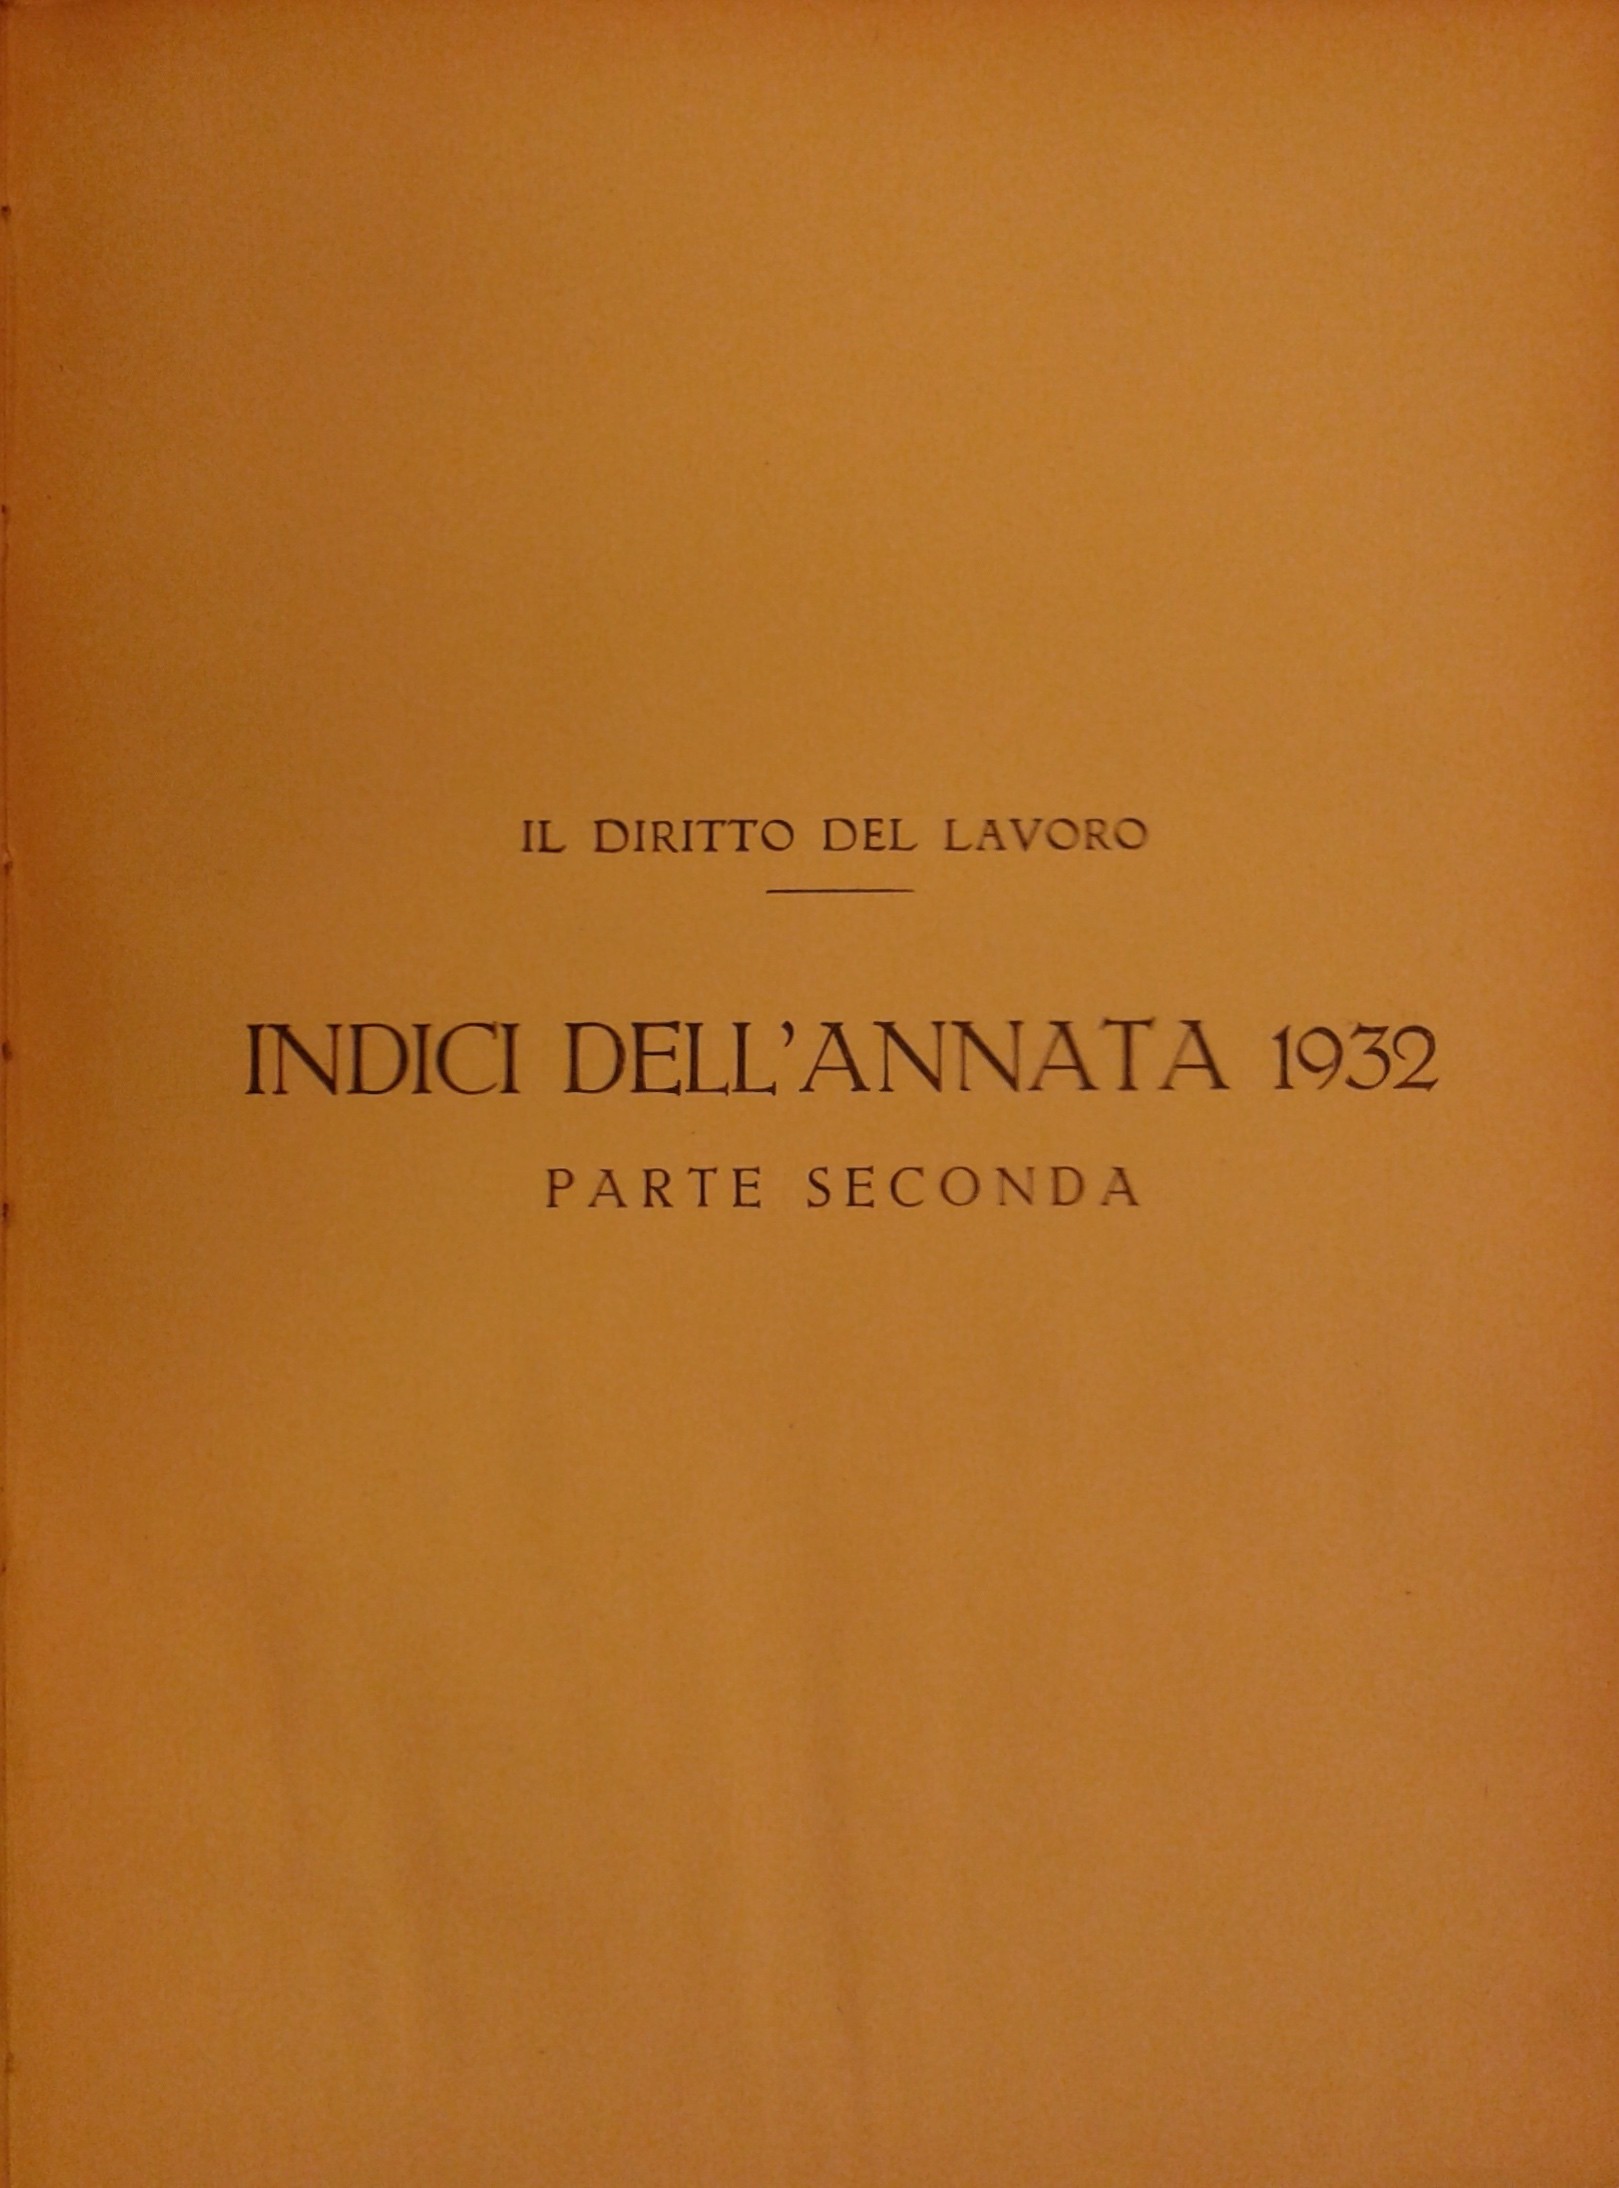 IL DIRITTO DEL LAVORO
INDICI DELL'ANNATA 1932
PARTE SECONDA